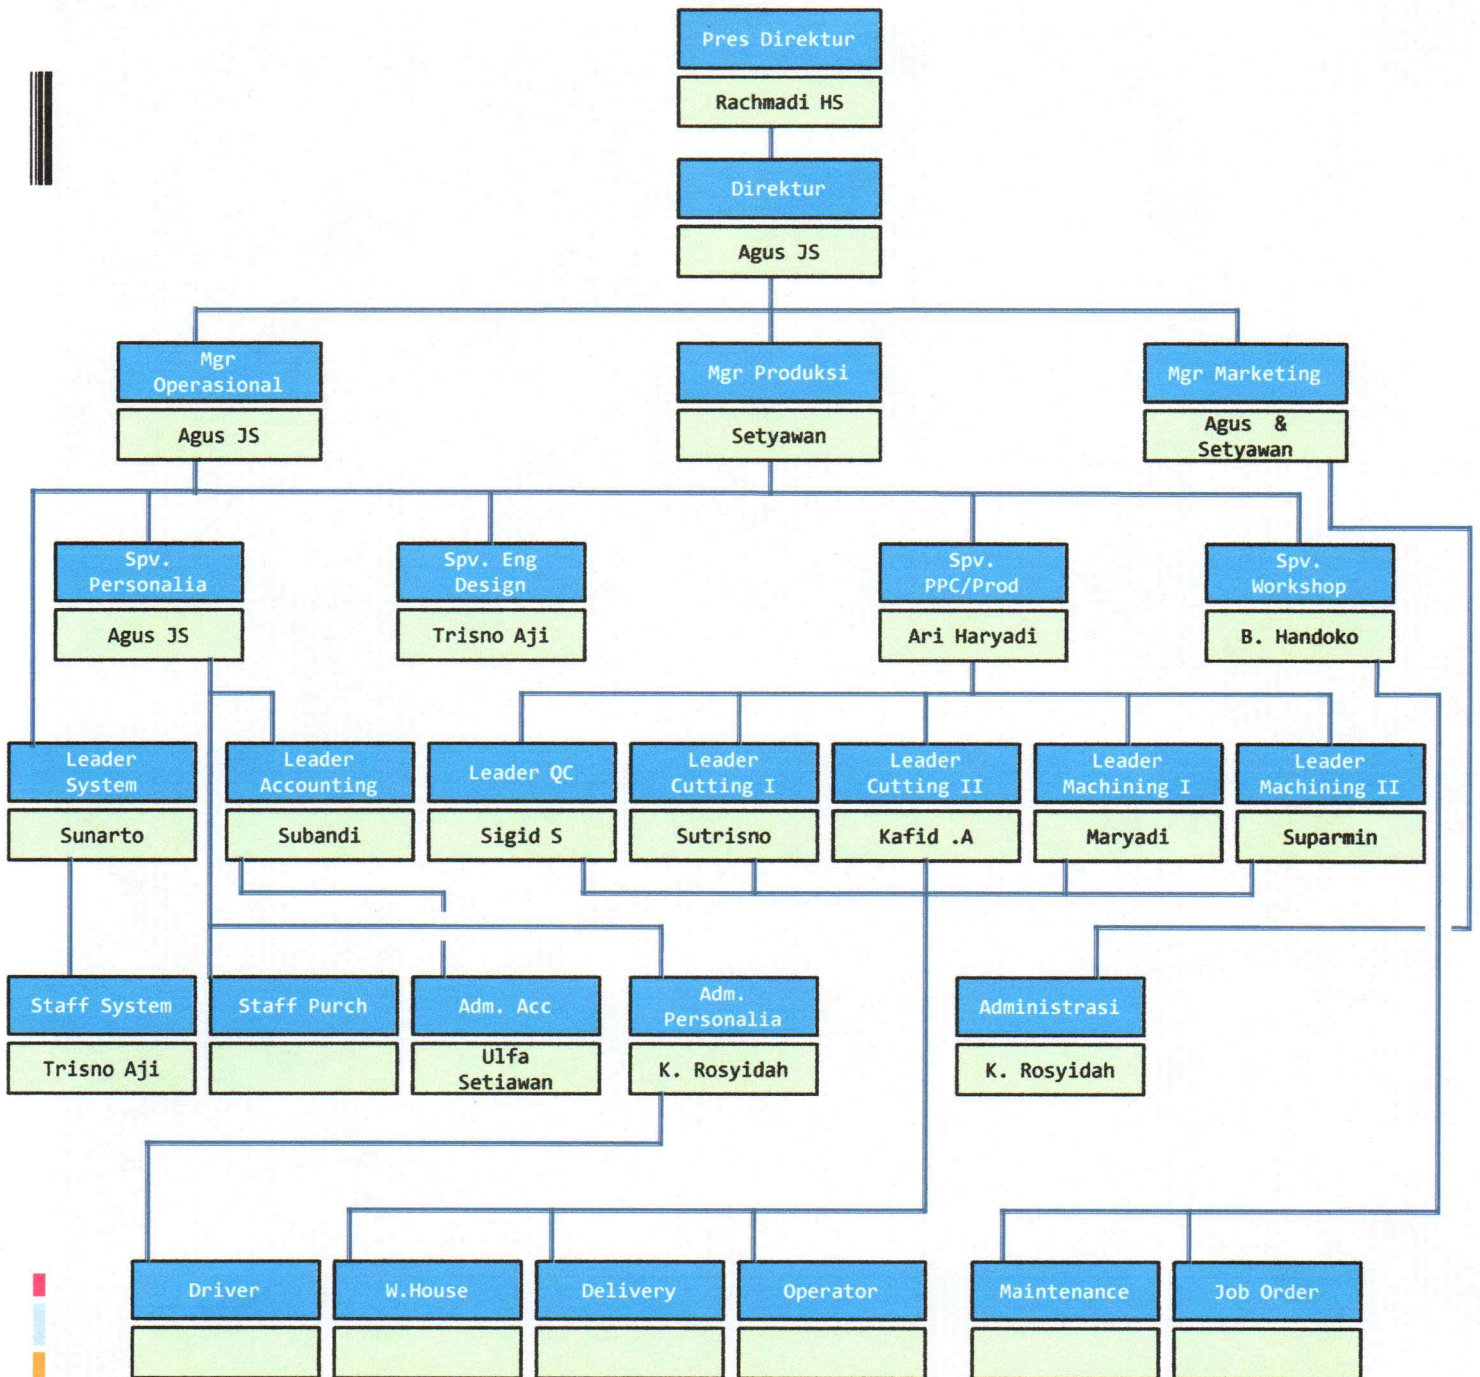 Pres Direktur
Rachmadi HS
Direktur
Agus JS
Mgr
Operasional
Agus JS
Mgr Produksi
Setyawan
Mgr Marketing
Agus &
Setyawan
Spv.
Personalia
Agus JS
Spv. Eng
Design
Trisno Aji
Spv.
PPC/Prod
Ari Haryadi
Spv.
Workshop
B. Handoko
Leader
System
Sunarto
Leader
Accounting
Subandi
Leader QC
Sigid S
Leader
Cutting I
Sutrisno
Leader
Cutting II
Kafid .A
Leader
Machining I
Maryadi
Leader
Machining II
Suparmin
Staff System
Trisno Aji
Staff Purch
Adm. Acc
Ulfa
Setiawan
Adm.
Personalia
K. Rosyidah
Administrasi
K. Rosyidah
Driver
W.House
Delivery
Operator
Maintenance
Job Order